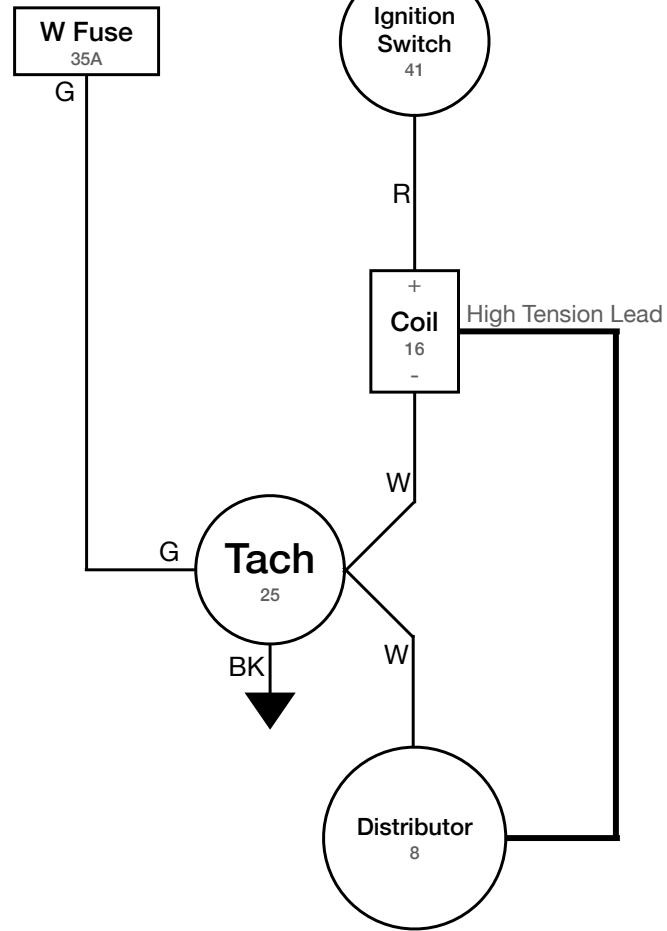 W Fuse
35A
G
Ignition
Switch
41
R
+
Coil
16
-
High Tension Lead
W
G
Tach
25
BK
W
Distributor
8